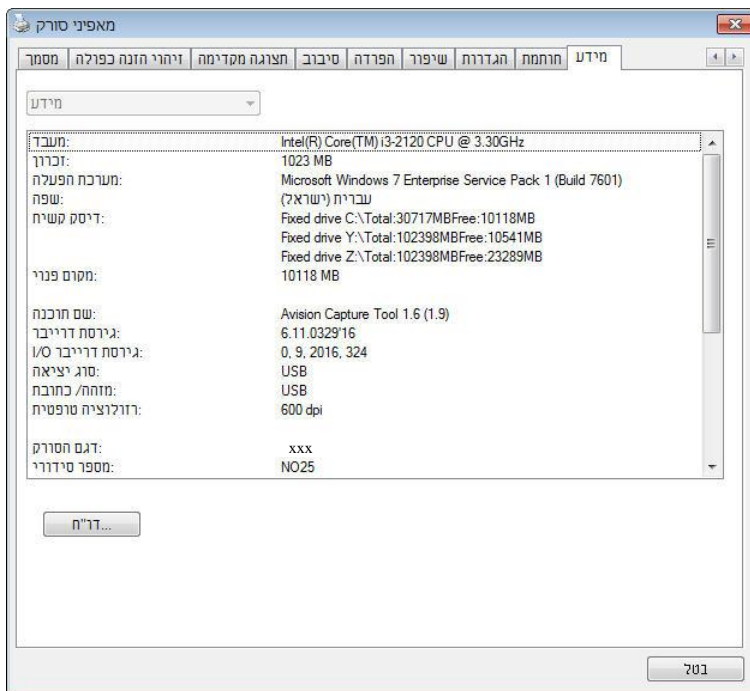 מאפיני סורק
מסמך זיהוי הזנה כפולה תצוגה מקדימה סיבוב הפרדה שיפור הגדרות חותמת מידע
מידע
מעבד: Intel(R) Core(TM) i3-2120 CPU @ 3.30GHz
זכרון: 1023 MB
מערכת הפעלה: Microsoft Windows 7 Enterprise Service Pack 1 (Build 7601)
שפה: עברית (ישראל)
דיסק קשיח: Fixed drive C:\Total:30717MBFree:10118MB
Fixed drive Y:\Total:102398MBFree:10541MB
Fixed drive Z:\Total:102398MBFree:23289MB
מקום פנוי: 10118 MB
שם תוכנה: Avision Capture Tool 1.6 (1.9)
גירסת דרייבר: 6.11.0329'16
גירסת דרייבר I/O: 0, 9, 2016, 324
סוג יציאה: USB
מזהה/ כתובת: USB
רזולוציה טופטית: 600 dpi
דגם הסורק: xxx
מספר סידורי: NO25
דו"ח...
בטל